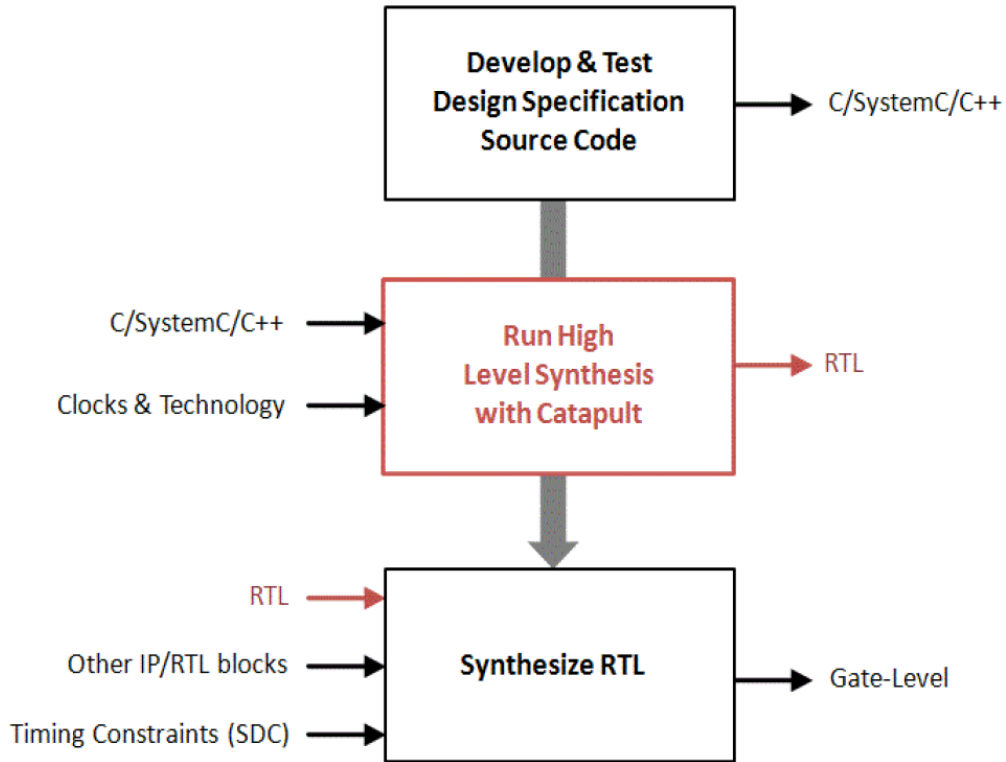 Develop & Test
Design Specification
Source Code
C/SystemC/C++
C/SystemC/C++
Clocks & Technology
Run High
Level Synthesis
with Catapult
RTL
RTL
Other IP/RTL blocks
Timing Constraints (SDC)
Synthesize RTL
Gate-Level